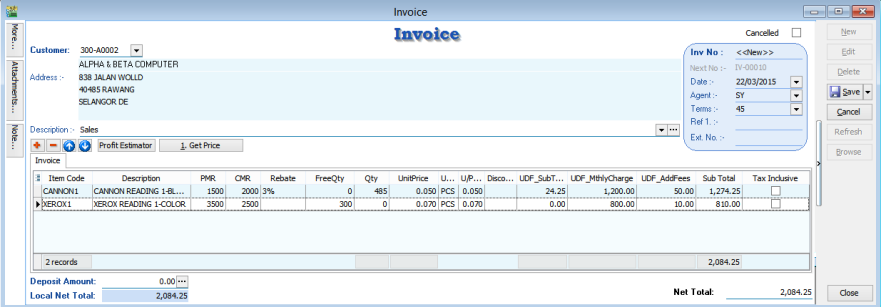 Invoice
Invoice
Cancelled
New
Edit
Delete
Save
Cancel
Refresh
Browse
Close
More...
Attachments...
Note...
Customer: 300-A0002
ALPHA & BETA COMPUTER
Address :- 838 JALAN WOLLD
40485 RAWANG
SELANGOR DE
Inv No : <<New>>
Next No :- IV-00010
Date :- 22/03/2015
Agent :- SY
Terms :- 45
Ref 1. :-
Ext. No. :-
Description :- Sales
Profit Estimator 1. Get Price
Invoice
Item Code Description PMR CMR Rebate FreeQty Qty UnitPrice U... U/P... Disco... UDF_SubT... UDF_MthlyCharge UDF_AddFees Sub Total Tax Inclusive
CANNON1 CANNON READING 1-BL... 1500 2000 3% 0 485 0.050 PCS 0.050 24.25 1,200.00 50.00 1,274.25
XEROX1 XEROX READING 1-COLOR 3500 2500 300 0 0.070 PCS 0.070 0.00 800.00 10.00 810.00
2 records 2,084.25
Deposit Amount: 0.00
Local Net Total: 2,084.25
Net Total: 2,084.25